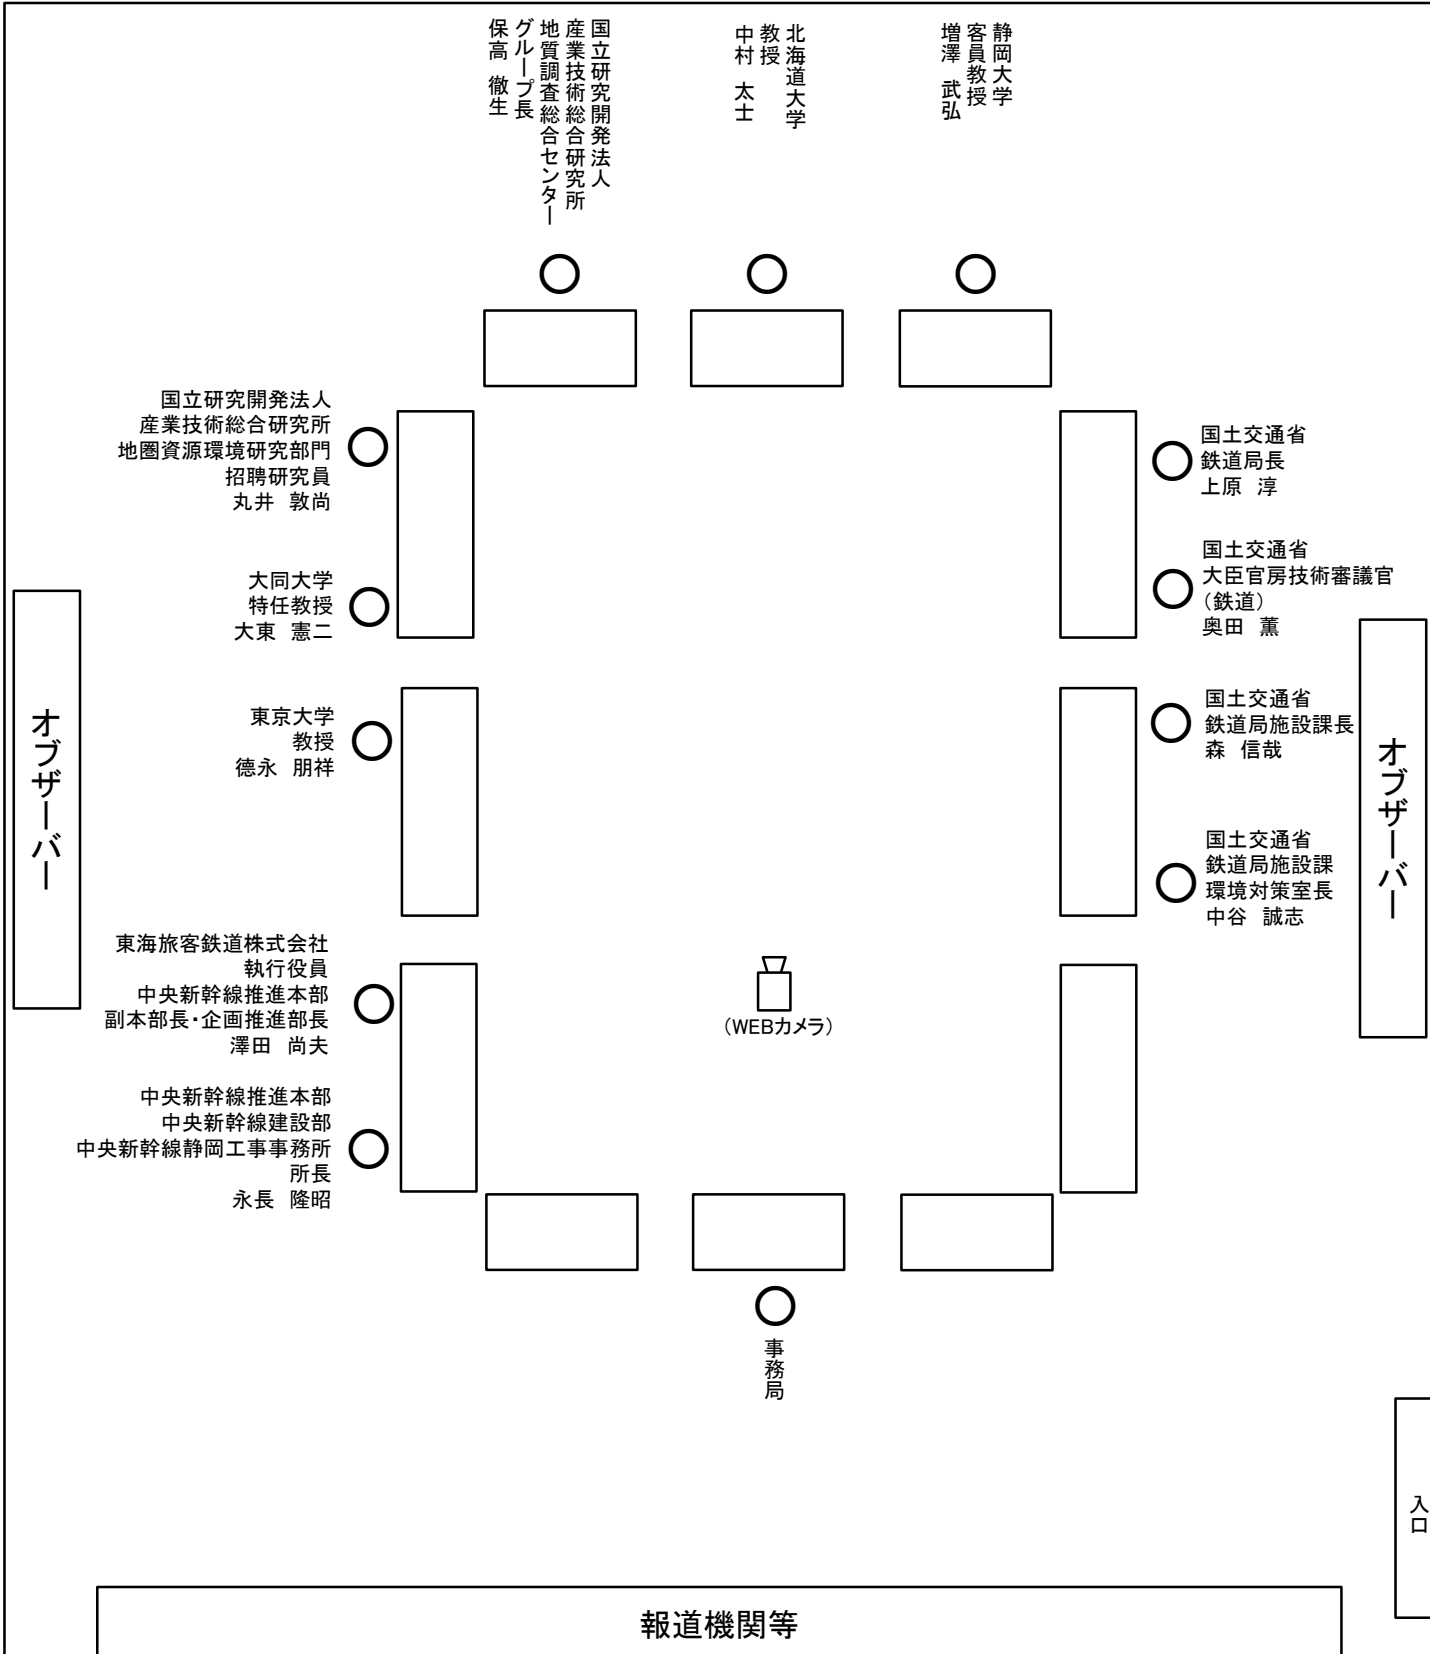 国立研究開発法人
産業技術総合研究所
地質調査総合センター
グループ長
保高 徹生
北海道大学
教授
中村 太士
静岡大学
客員教授
増澤 武弘
国立研究開発法人
産業技術総合研究所
地圏資源環境研究部門
招聘研究員
丸井 敦尚
大同大学
特任教授
大東 憲二
東京大学
教授
德永 朋祥
東海旅客鉄道株式会社
執行役員
中央新幹線推進本部
副本部長・企画推進部長
澤田 尚夫
中央新幹線推進本部
中央新幹線建設部
中央新幹線静岡工事事務所
所長
永長 隆昭
国土交通省
鉄道局長
上原 淳
国土交通省
大臣官房技術審議官
(鉄道)
奥田 薫
国土交通省
鉄道局施設課長
森 信哉
国土交通省
鉄道局施設課
環境対策室長
中谷 誠志
オブザーバー
オブザーバー
(WEBカメラ)
事務局
入口
報道機関等